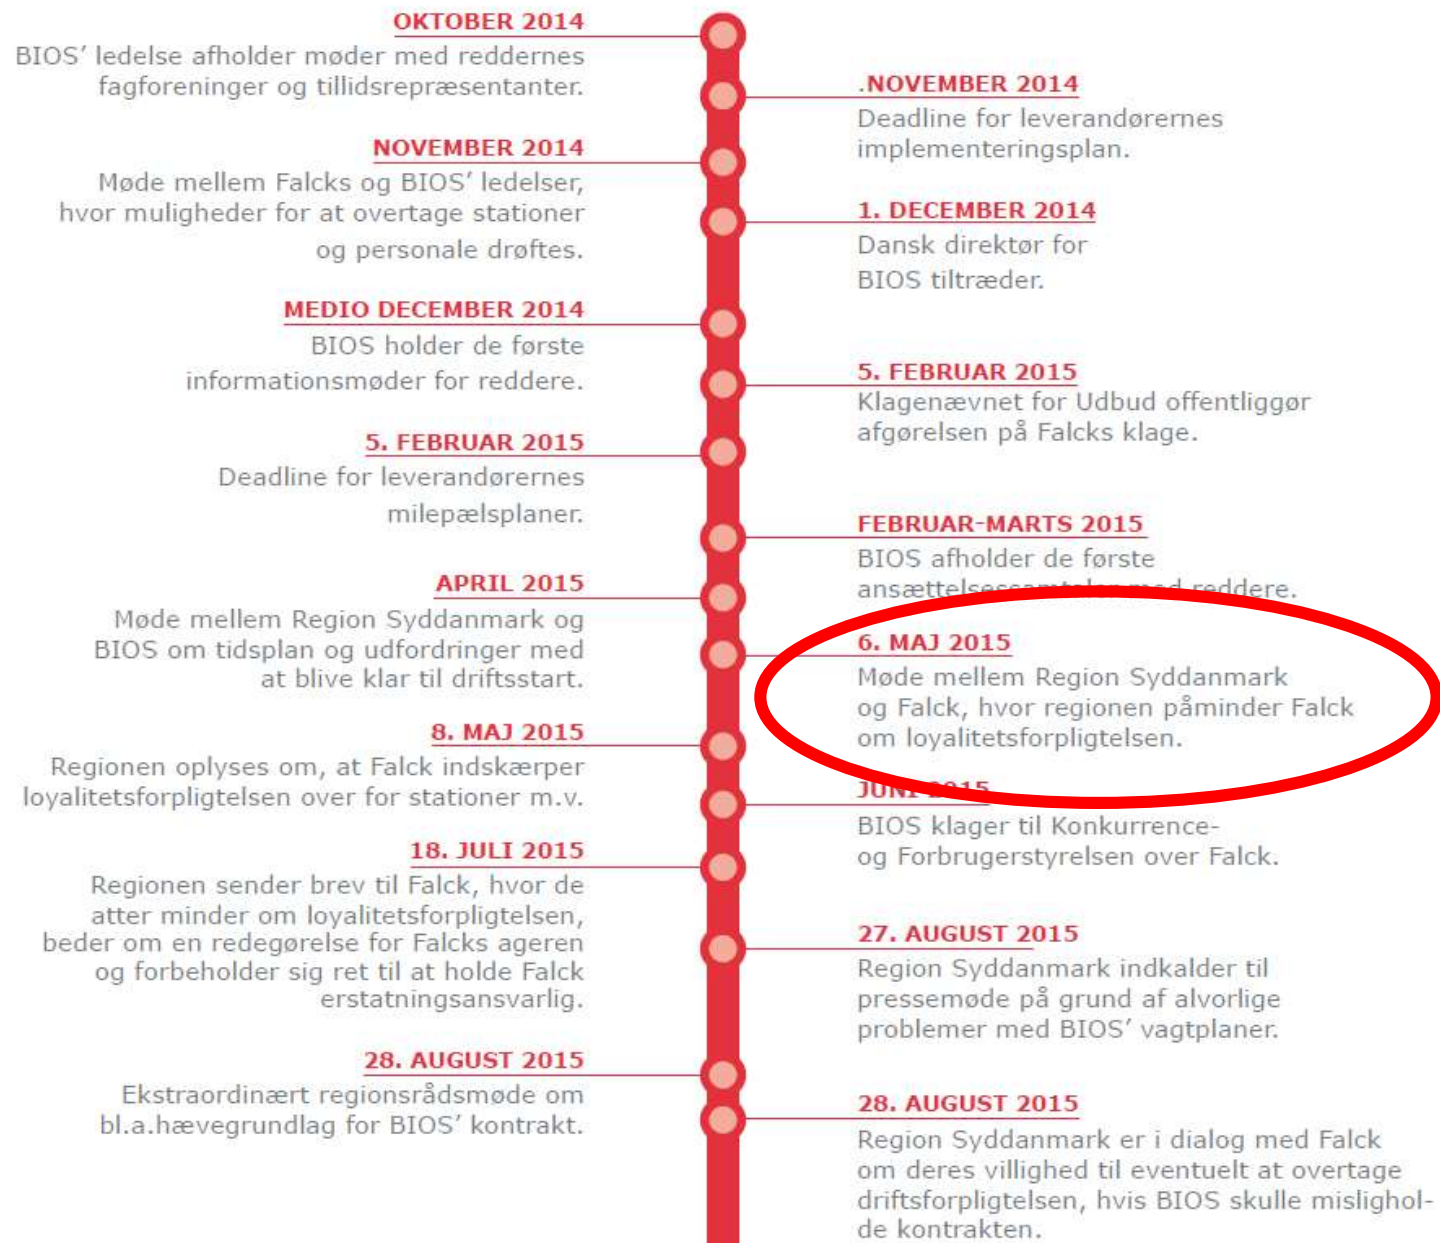 OKTOBER 2014
BIOS’ ledelse afholder møder med reddernes
fagforeninger og tillidsrepræsentanter.
.NOVEMBER 2014
Deadline for leverandørernes
implementeringsplan.
NOVEMBER 2014
Møde mellem Falcks og BIOS’ ledelser,
hvor muligheder for at overtage stationer
og personale drøftes.
1. DECEMBER 2014
Dansk direktør for
BIOS tiltræder.
MEDIO DECEMBER 2014
BIOS holder de første
informationsmøder for reddere.
5. FEBRUAR 2015
Klagenævnet for Udbud offentliggør
afgørelsen på Falcks klage.
5. FEBRUAR 2015
Deadline for leverandørernes
milepælsplaner.
FEBRUAR-MARTS 2015
BIOS afholder de første
ansættelsessamtaler med reddere.
APRIL 2015
Møde mellem Region Syddanmark og
BIOS om tidsplan og udfordringer med
at blive klar til driftsstart.
6. MAJ 2015
Møde mellem Region Syddanmark
og Falck, hvor regionen påminder Falck
om loyalitetsforpligtelsen.
8. MAJ 2015
Regionen oplyses om, at Falck indskærper
loyalitetsforpligtelsen over for stationer m.v.
JUNI 2015
BIOS klager til Konkurrence-
og Forbrugerstyrelsen over Falck.
18. JULI 2015
Regionen sender brev til Falck, hvor de
atter minder om loyalitetsforpligtelsen,
beder om en redegørelse for Falcks ageren
og forbeholder sig ret til at holde Falck
erstatningsansvarlig.
27. AUGUST 2015
Region Syddanmark indkalder til
pressemøde på grund af alvorlige
problemer med BIOS’ vagtplaner.
28. AUGUST 2015
Ekstraordinært regionsrådsmøde om
bl.a.hævegrundlag for BIOS’ kontrakt.
28. AUGUST 2015
Region Syddanmark er i dialog med Falck
om deres villighed til eventuelt at overtage
driftsforpligtelsen, hvis BIOS skulle mislighol-
de kontrakten.